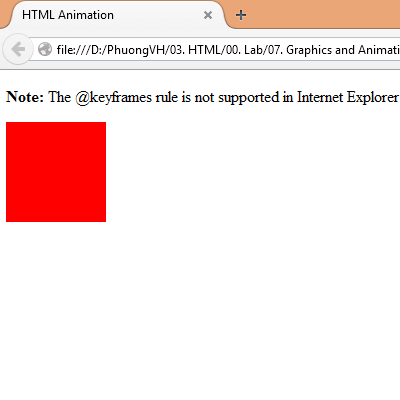 HTML Animation
file:///D:/PhuongVH/03. HTML/00. Lab/07. Graphics and Animati
Note: The @keyframes rule is not supported in Internet Explorer